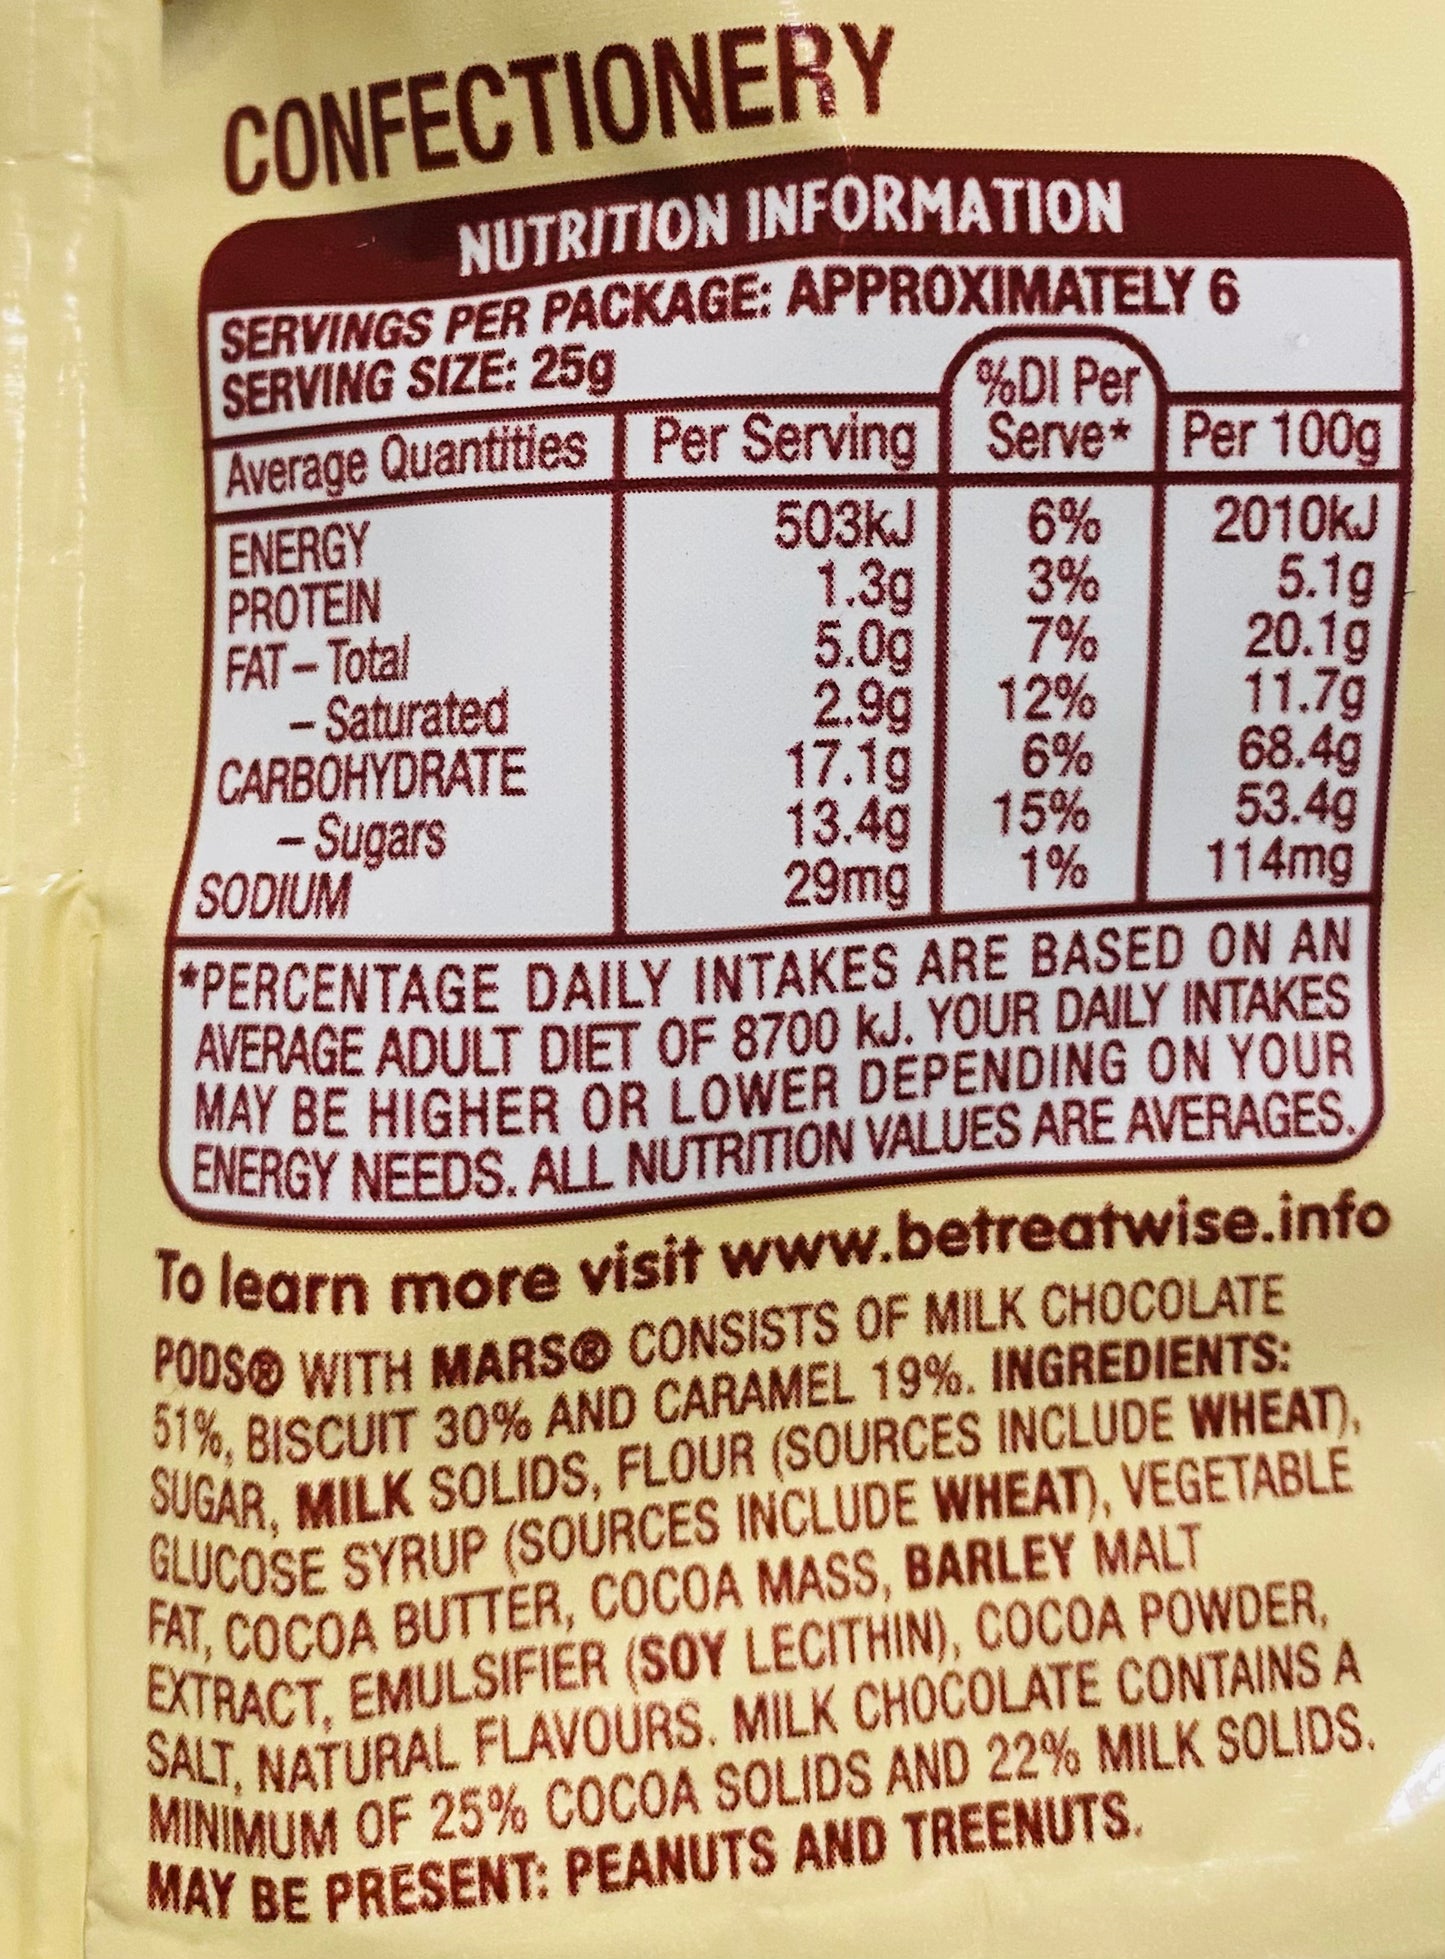 CONFECTIONERY
NUTRITION INFORMATION
SERVINGS PER PACKAGE: APPROXIMATELY 6
SERVING SIZE: 25g
Average Quantities Per Serving %DI Per Serve* Per 100g
ENERGY 503kJ 6% 2010kJ
PROTEIN 1.3g 3% 5.1g
FAT – Total 5.0g 7% 20.1g
– Saturated 2.9g 12% 11.7g
CARBOHYDRATE 17.1g 6% 68.4g
– Sugars 13.4g 15% 53.4g
SODIUM 29mg 1% 114mg
*PERCENTAGE DAILY INTAKES ARE BASED ON AN
AVERAGE ADULT DIET OF 8700 kJ. YOUR DAILY INTAKES
MAY BE HIGHER OR LOWER DEPENDING ON YOUR
ENERGY NEEDS. ALL NUTRITION VALUES ARE AVERAGES.
To learn more visit www.betreatwise.info
PODS® WITH MARS® CONSISTS OF MILK CHOCOLATE
51%, BISCUIT 30% AND CARAMEL 19%. INGREDIENTS:
SUGAR, MILK SOLIDS, FLOUR (SOURCES INCLUDE WHEAT),
GLUCOSE SYRUP (SOURCES INCLUDE WHEAT), VEGETABLE
FAT, COCOA BUTTER, COCOA MASS, BARLEY MALT
EXTRACT, EMULSIFIER (SOY LECITHIN), COCOA POWDER,
SALT, NATURAL FLAVOURS. MILK CHOCOLATE CONTAINS A
MINIMUM OF 25% COCOA SOLIDS AND 22% MILK SOLIDS.
MAY BE PRESENT: PEANUTS AND TREENUTS.